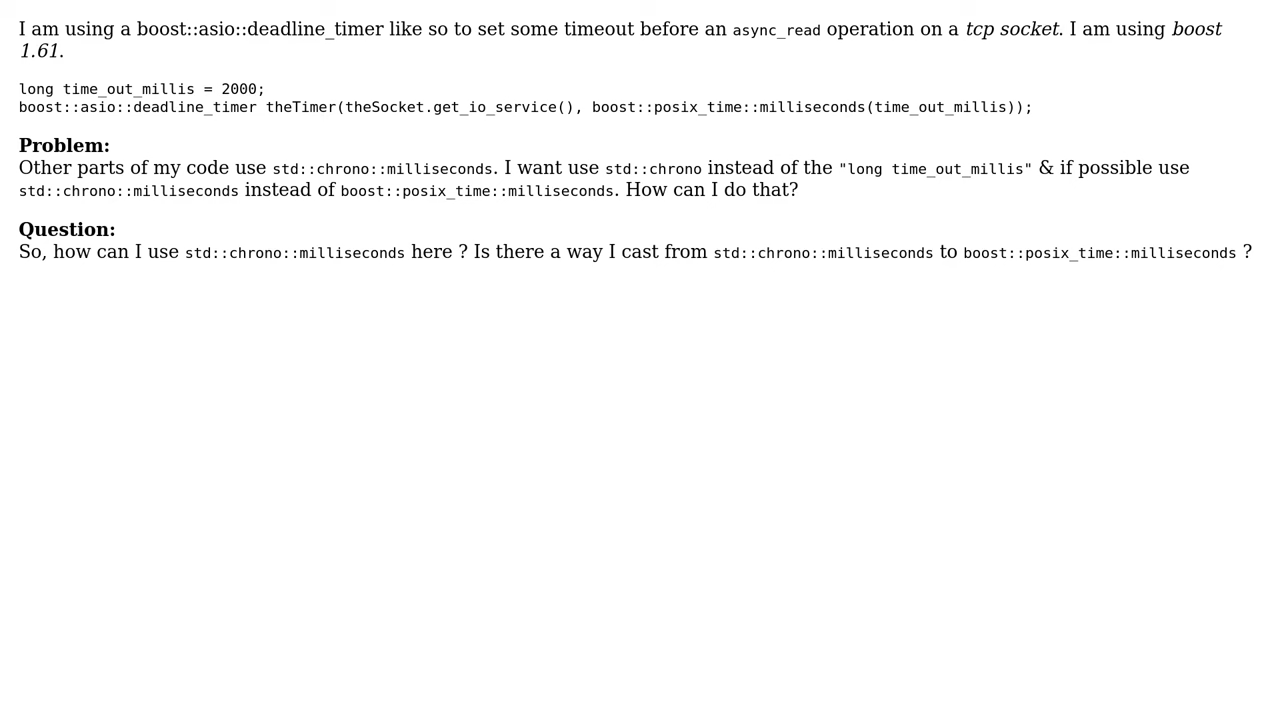 I am using a boost::asio::deadline_timer like so to set some timeout before an async_read operation on a tcp socket. I am using boost
1.61.
long time_out_millis = 2000;
boost::asio::deadline_timer theTimer(theSocket.get_io_service(), boost::posix_time::milliseconds(time_out_millis));
Problem:
Other parts of my code use std::chrono::milliseconds. I want use std::chrono instead of the "long time_out_millis" & if possible use
std::chrono::milliseconds instead of boost::posix_time::milliseconds. How can I do that?
Question:
So, how can I use std::chrono::milliseconds here ? Is there a way I cast from std::chrono::milliseconds to boost::posix_time::milliseconds ?